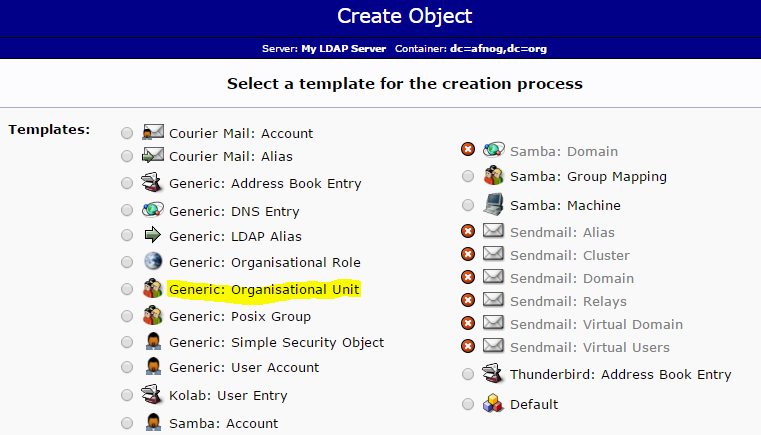 Create Object
Server: My LDAP Server Container: dc=afnog,dc=org
Select a template for the creation process
Templates:
Courier Mail: Account
Courier Mail: Alias
Generic: Address Book Entry
Generic: DNS Entry
Generic: LDAP Alias
Generic: Organisational Role
Generic: Organisational Unit
Generic: Posix Group
Generic: Simple Security Object
Generic: User Account
Kolab: User Entry
Samba: Account
Samba: Domain
Samba: Group Mapping
Samba: Machine
Sendmail: Alias
Sendmail: Cluster
Sendmail: Domain
Sendmail: Relays
Sendmail: Virtual Domain
Sendmail: Virtual Users
Thunderbird: Address Book Entry
Default